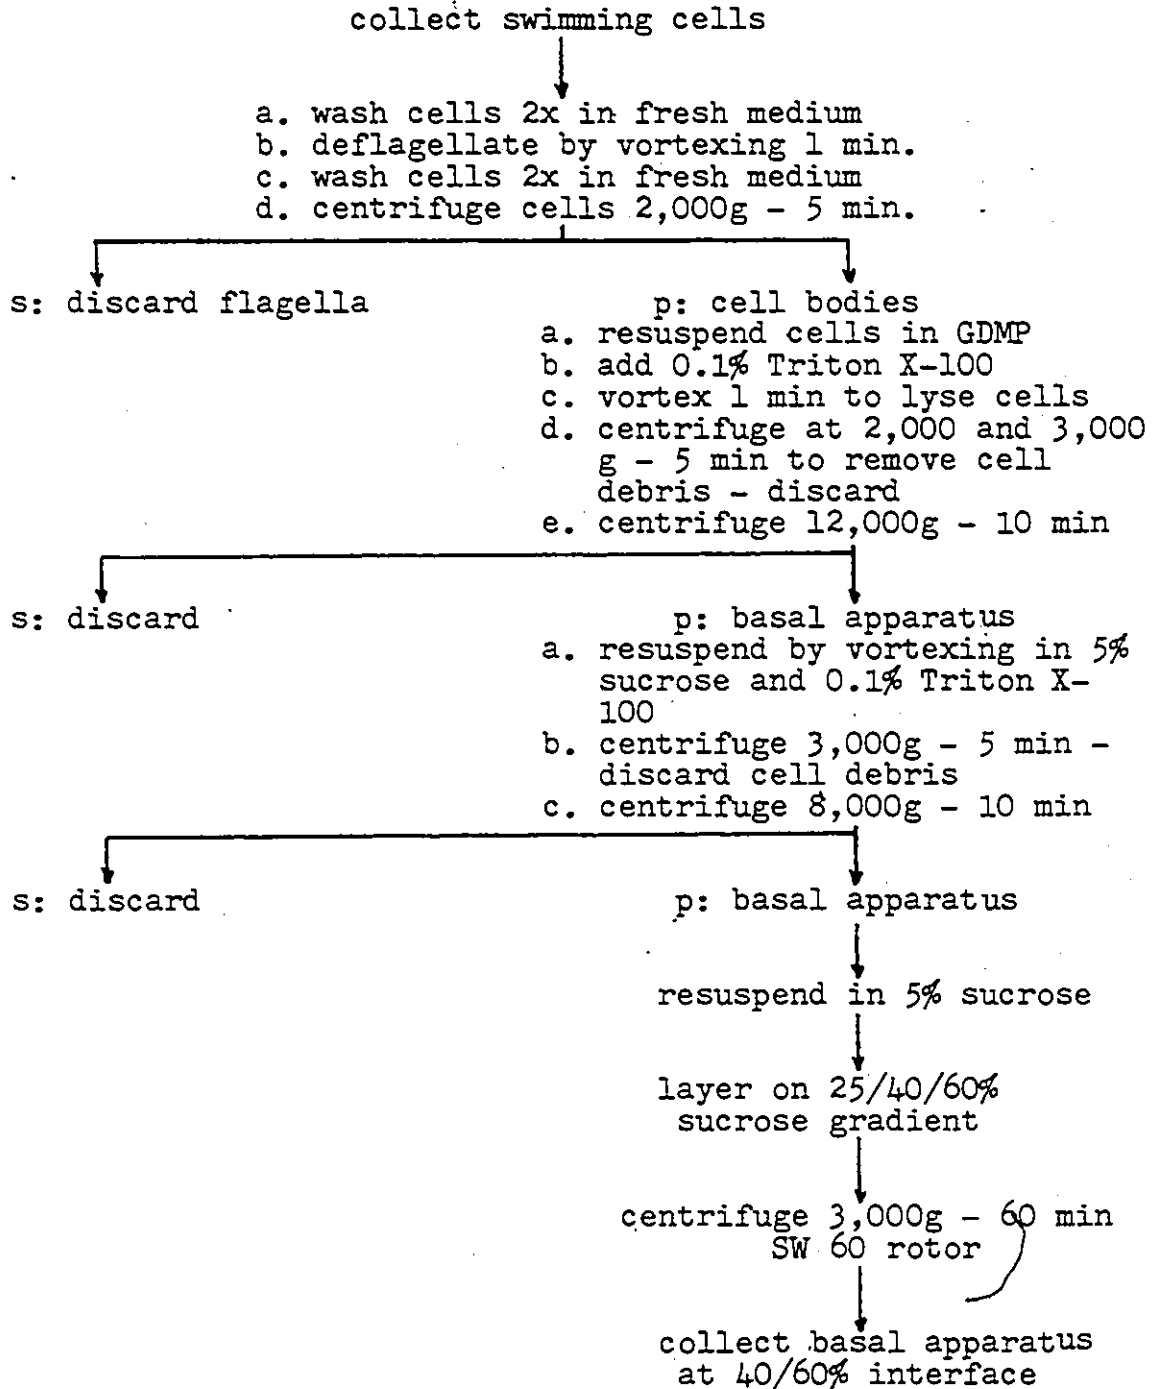 collect swimming cells
a. wash cells 2x in fresh medium
b. deflagellate by vortexing 1 min.
c. wash cells 2x in fresh medium
d. centrifuge cells 2,000g - 5 min.
s: discard flagella
p: cell bodies
a. resuspend cells in GDMP
b. add 0.1% Triton X-100
c. vortex 1 min to lyse cells
d. centrifuge at 2,000 and 3,000
g - 5 min to remove cell
debris - discard
e. centrifuge 12,000g - 10 min
s: discard
p: basal apparatus
a. resuspend by vortexing in 5%
sucrose and 0.1% Triton X-
100
b. centrifuge 3,000g - 5 min -
discard cell debris
c. centrifuge 8,000g - 10 min
s: discard
p: basal apparatus
resuspend in 5% sucrose
layer on 25/40/60%
sucrose gradient
centrifuge 3,000g - 60 min
SW 60 rotor
collect basal apparatus
at 40/60% interface